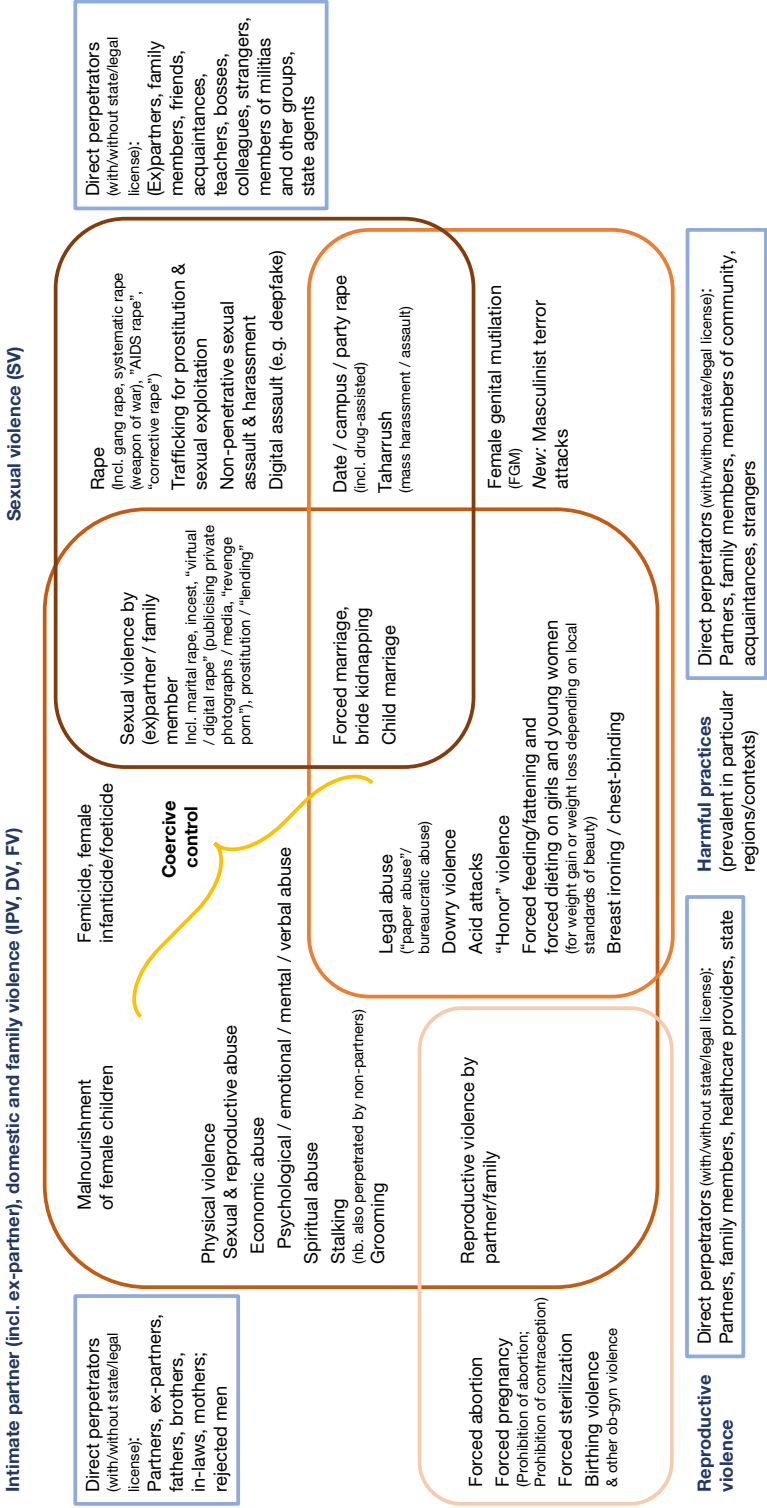 Intimate partner (incl. ex-partner), domestic and family violence (IPV, DV, FV)
Sexual violence (SV)
Direct perpetrators
(with/without state/legal
license):
Partners, ex-partners,
fathers, brothers,
in-laws, mothers;
rejected men
Malnourishment
of female children
Femicide, female
infanticide/foeticide
Coercive
control
Physical violence
Sexual & reproductive abuse
Economic abuse
Psychological / emotional / mental / verbal abuse
Spiritual abuse
Stalking
(nb. also perpetrated by non-partners)
Grooming
Sexual violence by
(ex)partner / family
member
Incl. marital rape, incest, “virtual
/ digital rape” (publicising private
photographs / media, “revenge
porn”), prostitution / “lending”
Rape
(Incl. gang rape, systematic rape
(weapon of war), ”AIDS rape”,
“corrective rape”)
Trafficking for prostitution &
sexual exploitation
Non-penetrative sexual
assault & harassment
Digital assault (e.g. deepfake)
Direct perpetrators
(with/without state/legal
license):
(Ex)partners, family
members, friends,
acquaintances,
teachers, bosses,
colleagues, strangers,
members of militias
and other groups,
state agents
Forced marriage,
bride kidnapping
Child marriage
Date / campus / party rape
(incl. drug-assisted)
Taharrush
(mass harassment / assault)
Legal abuse
(“paper abuse”/
bureaucratic abuse)
Dowry violence
Acid attacks
“Honor” violence
Forced feeding/fattening and
forced dieting on girls and young women
(for weight gain or weight loss depending on local
standards of beauty)
Breast ironing / chest-binding
Female genital mutilation
(FGM)
New: Masculinist terror
attacks
Reproductive violence by
partner/family
Forced abortion
Forced pregnancy
(Prohibition of abortion;
Prohibition of contraception)
Forced sterilization
Birthing violence
& other ob-gyn violence
Reproductive
violence
Direct perpetrators (with/without state/legal license):
Partners, family members, healthcare providers, state
Harmful practices
(prevalent in particular
regions/contexts)
Direct perpetrators (with/without state/legal license):
Partners, family members, members of community,
acquaintances, strangers